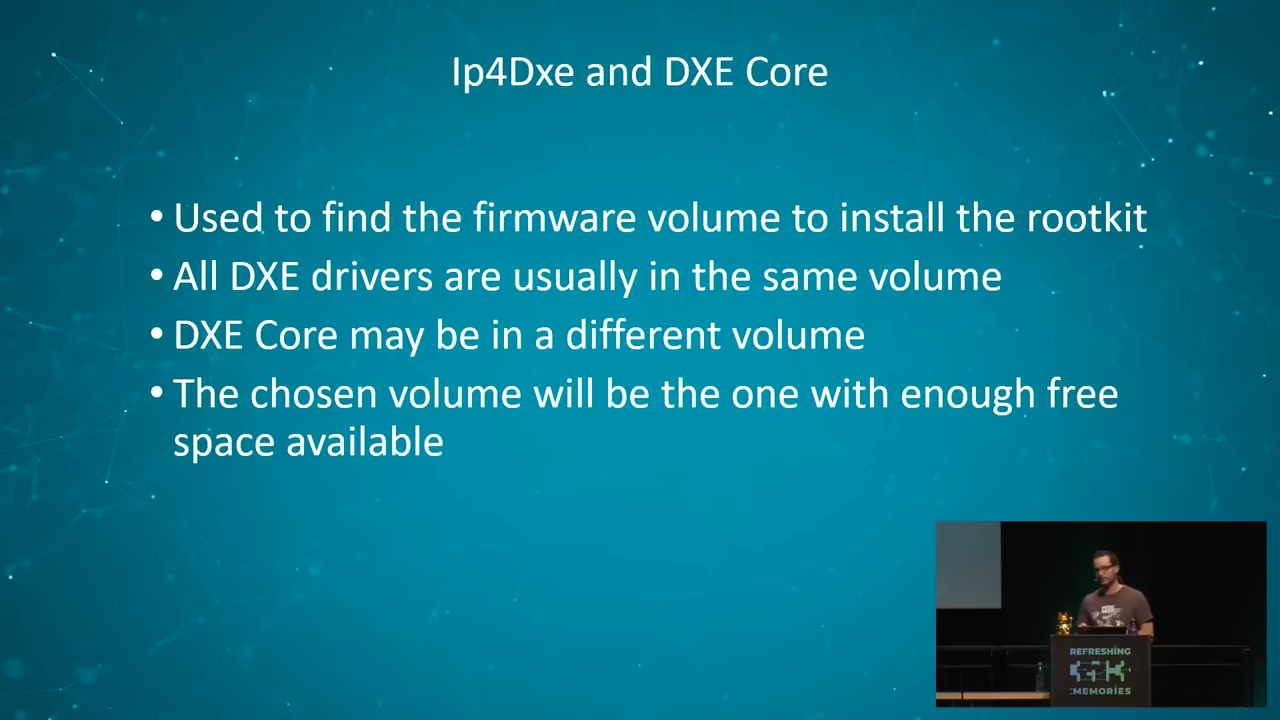 Ip4Dxe and DXE Core
• Used to find the firmware volume to install the rootkit
• All DXE drivers are usually in the same volume
• DXE Core may be in a different volume
• The chosen volume will be the one with enough free
space available
REFRESHING
:MEMORIES